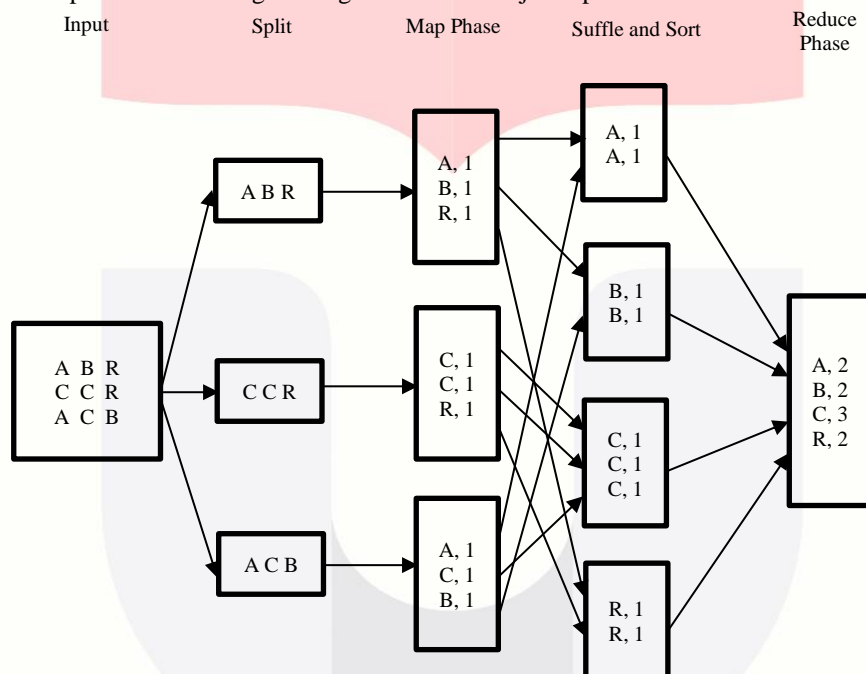 Input
Split
Map Phase
Suffle and Sort
Reduce
Phase
A B R
C C R
A C B
A B R
C C R
A C B
A, 1
B, 1
R, 1
C, 1
C, 1
R, 1
A, 1
C, 1
B, 1
A, 1
A, 1
B, 1
B, 1
C, 1
C, 1
C, 1
R, 1
R, 1
A, 2
B, 2
C, 3
R, 2